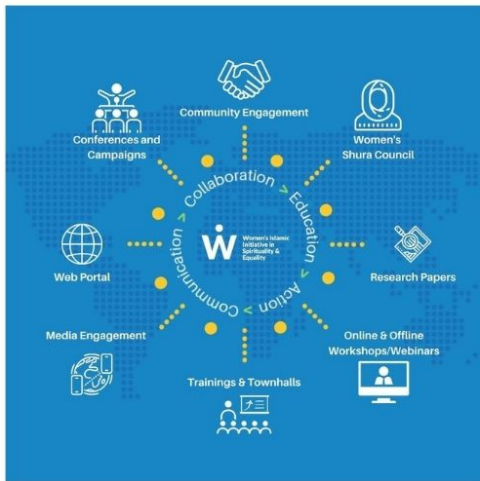 Community Engagement
Women's
Shura Council
Research Papers
Online & Offline
Workshops/Webinars
Trainings & Townhalls
Media Engagement
Web Portal
Conferences and
Campaigns
Collaboration > Education > Action > Communication >
W
Women's Islamic
Initiative in
Spirituality &
Equality